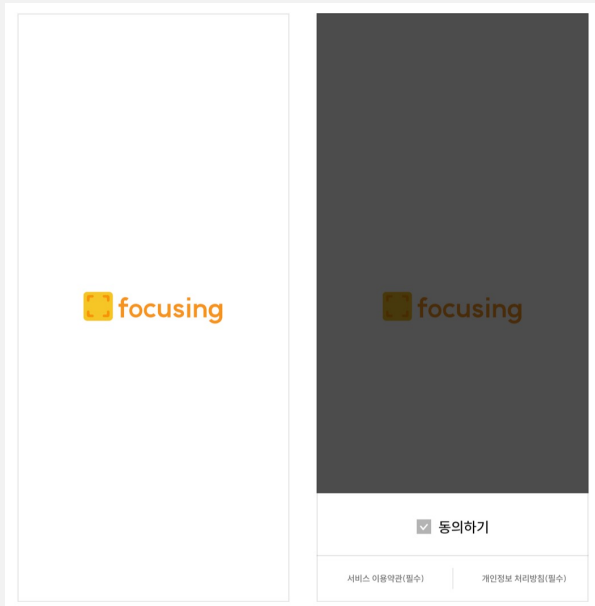 focusing
focusing
동의하기
서비스 이용약관(필수)
개인정보 처리방침(필수)